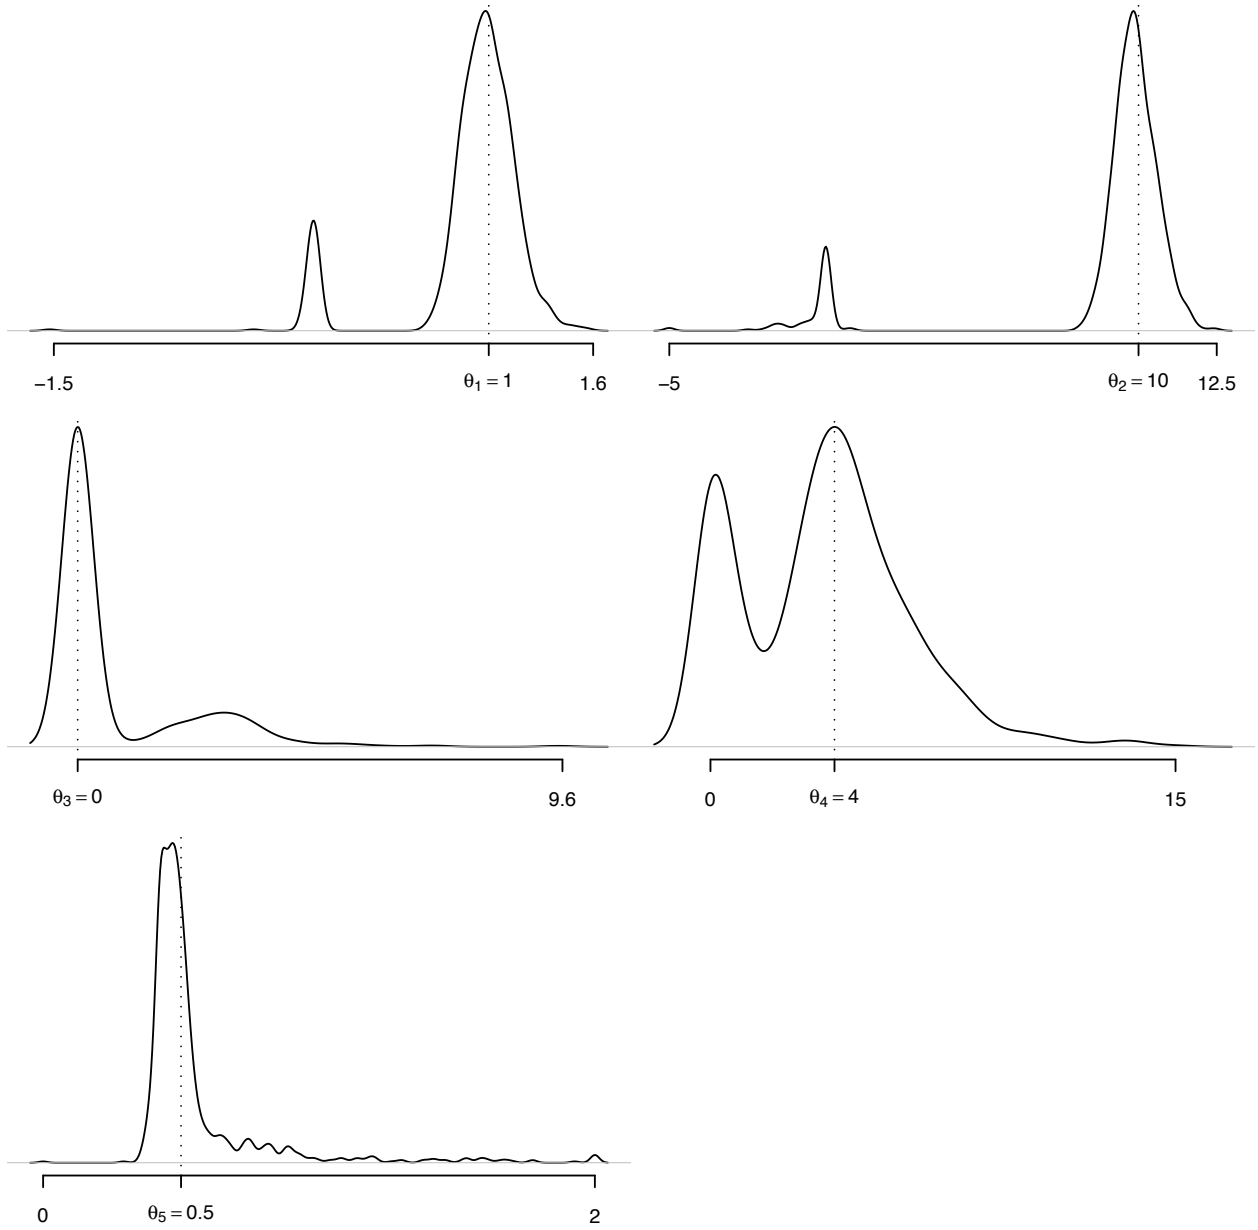 −1.5 θ₁ = 1 1.6 −5 θ₂ = 10 12.5
θ₃ = 0 9.6 0 θ₄ = 4 15
0 θ₅ = 0.5 2